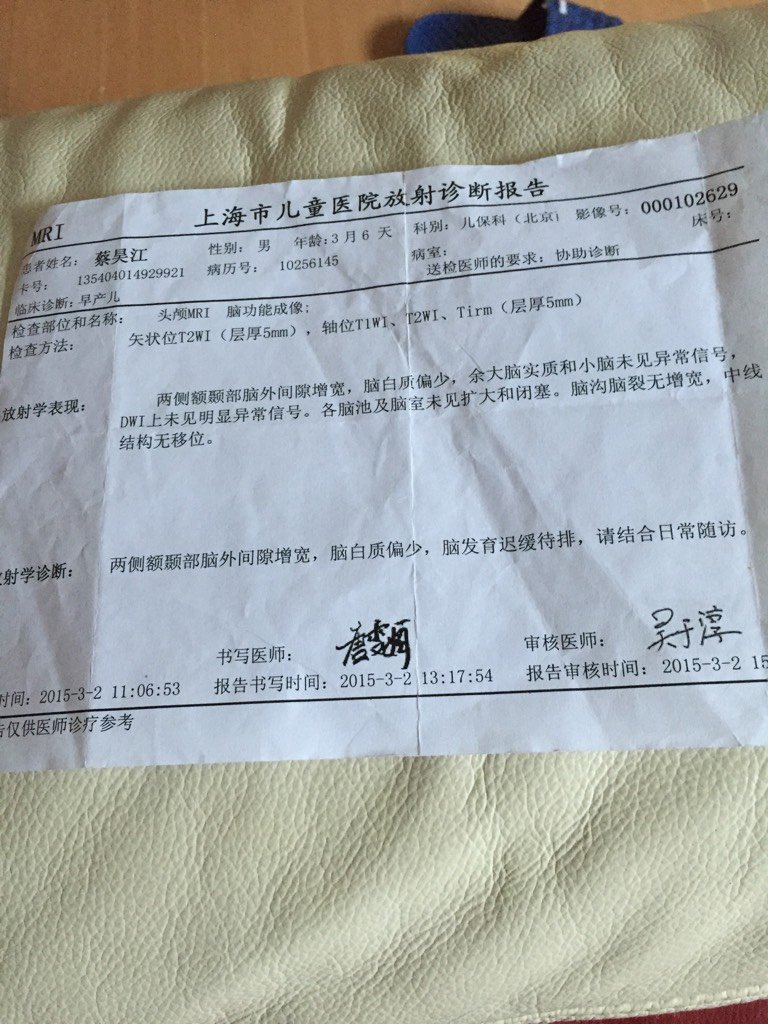 上海市儿童医院放射诊断报告
MRI
患者姓名: 蔡昊江 性别: 男 年龄:3月6 天 科别: 儿保科(北京i 影像号: 000102629
卡号: 135404014929921 病历号: 10256145 病室: 床号:
临床诊断:早产儿 送检医师的要求: 协助诊断
检查部位和名称: 头颅MRI 脑功能成像;
检查方法: 矢状位T2WI(层厚5mm), 轴位T1WI、T2WI、Tirm(层厚5mm)
放射学表现: 两侧额颞部脑外间隙增宽, 脑白质偏少, 余大脑实质和小脑未见异常信号,
DWI上未见明显异常信号。各脑池及脑室未见扩大和闭塞。脑沟脑裂无增宽, 中线
结构无移位。
放射学诊断: 两侧额颞部脑外间隙增宽, 脑白质偏少, 脑发育迟缓待排, 请结合日常随访。
书写医师: 审核医师: 吴于淳
时间: 2015-3-2 11:06:53 报告书写时间: 2015-3-2 13:17:54 报告审核时间: 2015-3-2 15
告仅供医师诊疗参考